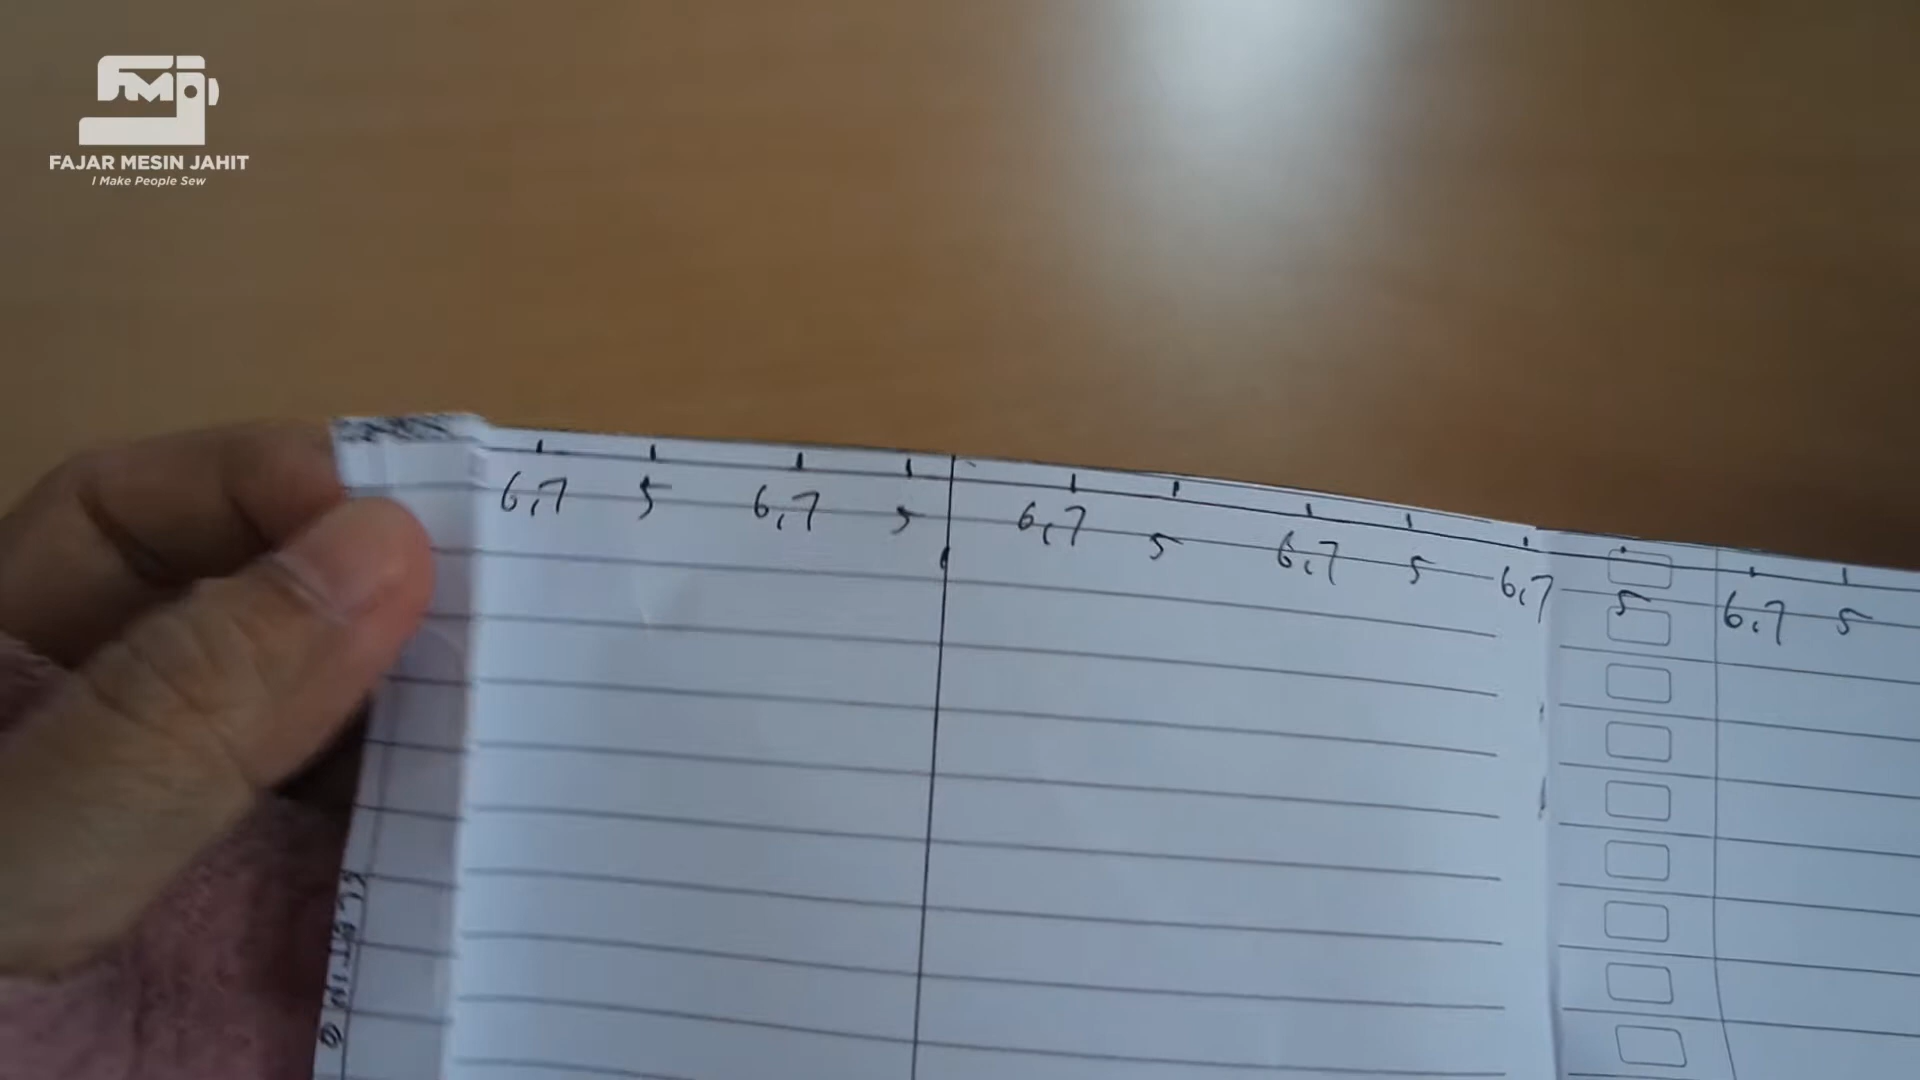 FMJ
FAJAR MESIN JAHIT
I Make People Sew
6,7 5 6,7 5 6,7 5 6,7 5 6,7 5 6,7 5